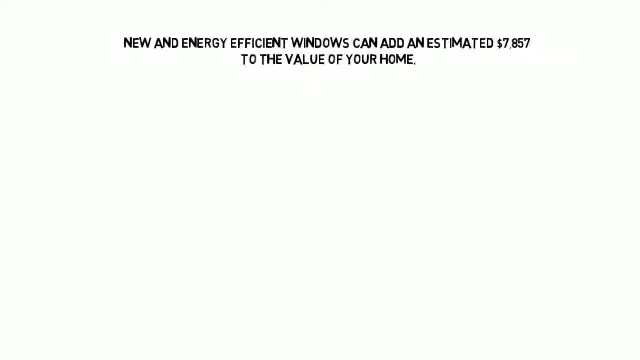 NEW AND ENERGY EFFICIENT WINDOWS CAN ADD AN ESTIMATED $7,857
TO THE VALUE OF YOUR HOME,